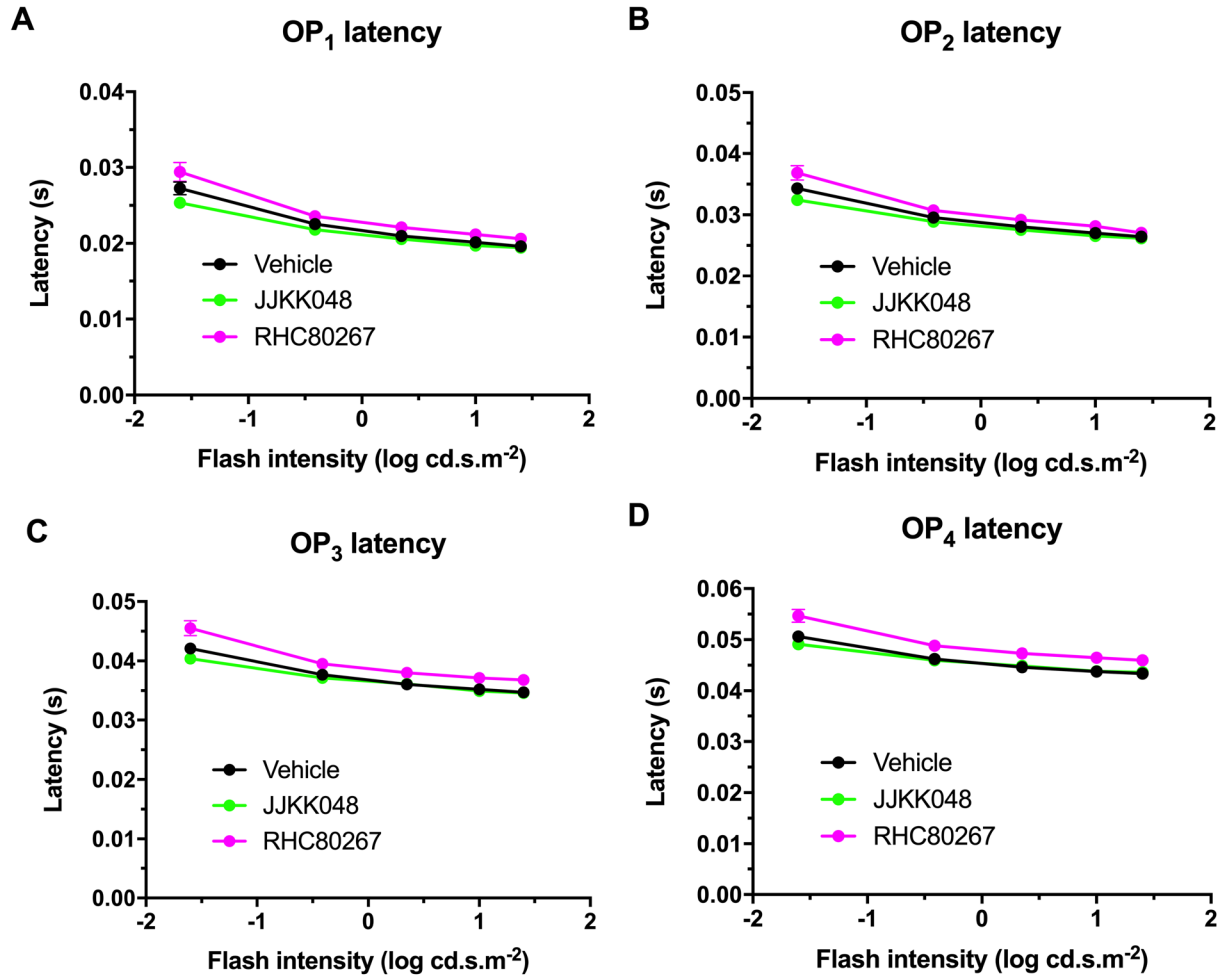 A
OP1 latency
0.04
0.03
0.02
0.01
0.00
Latency (s)
Vehicle
JJKK048
RHC80267
-2 -1 0 1 2
Flash intensity (log cd.s.m-2)
B
OP2 latency
0.05
0.04
0.03
0.02
0.01
0.00
Latency (s)
Vehicle
JJKK048
RHC80267
-2 -1 0 1 2
Flash intensity (log cd.s.m-2)
C
OP3 latency
0.05
0.04
0.03
0.02
0.01
0.00
Latency (s)
Vehicle
JJKK048
RHC80267
-2 -1 0 1 2
Flash intensity (log cd.s.m-2)
D
OP4 latency
0.06
0.05
0.04
0.03
0.02
0.01
0.00
Latency (s)
Vehicle
JJKK048
RHC80267
-2 -1 0 1 2
Flash intensity (log cd.s.m-2)